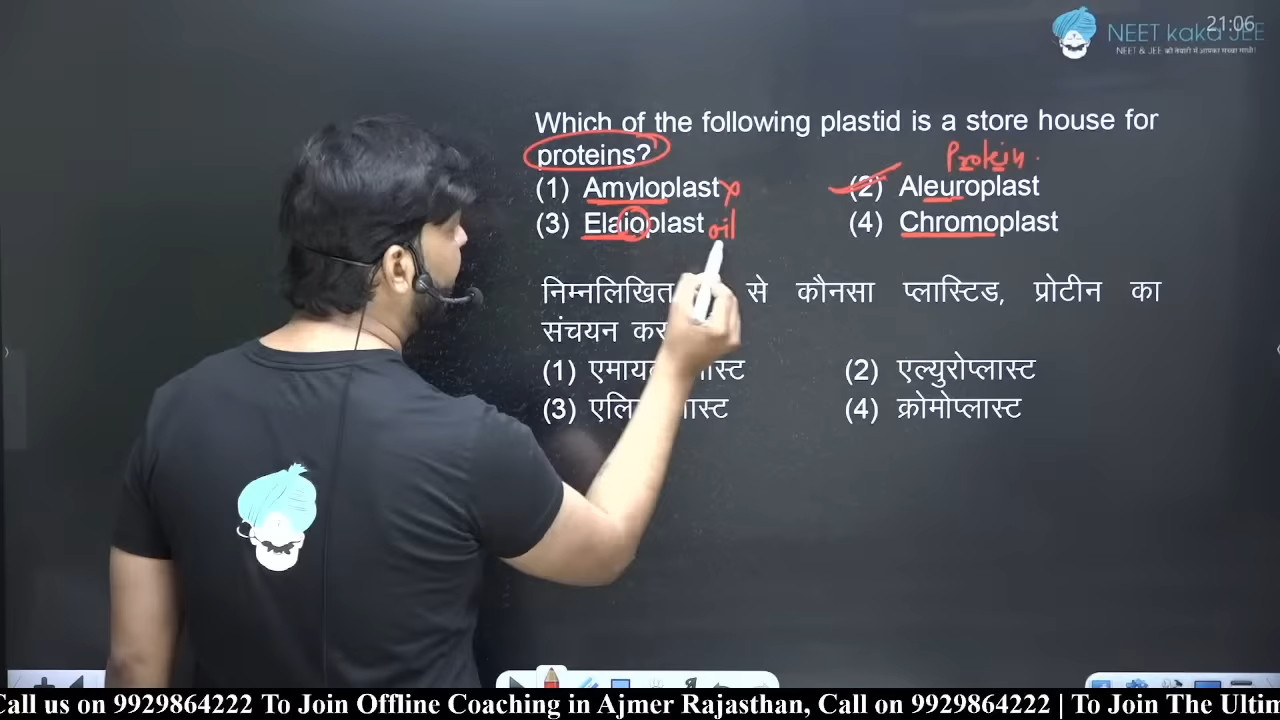 21:06
NEET kaka JEE
NEET & JEE की तैयारी में आपका सच्चा साथी!
Which of the following plastid is a store house for
proteins?
Protein.
(1) Amyloplast x (2) Aleuroplast
(3) Elaioplast oil (4) Chromoplast
निम्नलिखित से कौनसा प्लास्टिड, प्रोटीन का
संचयन कर
(1) एमाय स्ट (2) एल्युरोप्लास्ट
(3) एलि स्ट (4) क्रोमोप्लास्ट
Call us on 9929864222 To Join Offline Coaching in Ajmer Rajasthan, Call on 9929864222 | To Join The Ultim